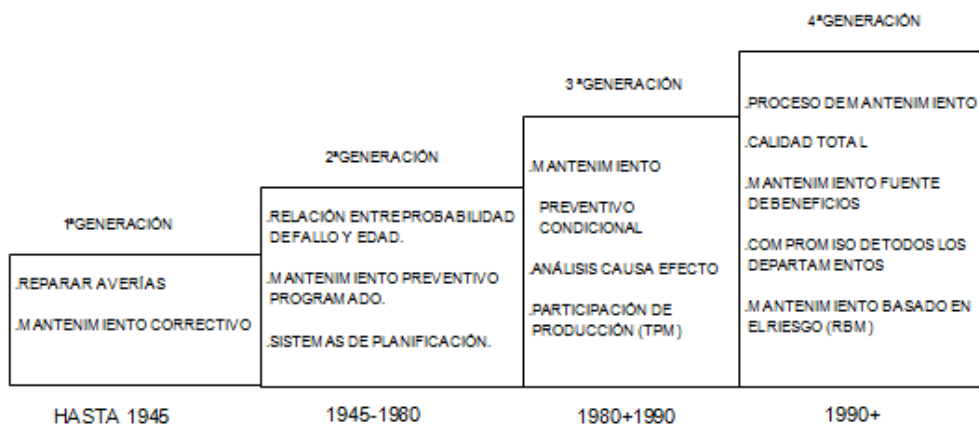 1ªGENERACIÓN
.REPARAR AVERÍAS
.MANTENIMIENTO CORRECTIVO
HASTA 1945
2ªGENERACIÓN
.RELACIÓN ENTRE PROBABILIDAD
DE FALLO Y EDAD.
.MANTENIMIENTO PREVENTIVO
PROGRAMADO.
.SISTEMAS DE PLANIFICACIÓN.
1945-1980
3ªGENERACIÓN
.MANTENIMIENTO
PREVENTIVO
CONDICIONAL
.ANÁLISIS CAUSA EFECTO
.PARTICIPACIÓN DE
PRODUCCIÓN (TPM)
1980+1990
4ªGENERACIÓN
.PROCESO DE MANTENIMIENTO
.CALIDAD TOTAL
.MANTENIMIENTO FUENTE
DE BENEFICIOS
.COMPROMISO DE TODOS LOS
DEPARTAMENTOS
.MANTENIMIENTO BASADO EN
EL RIESGO (RBM)
1990+